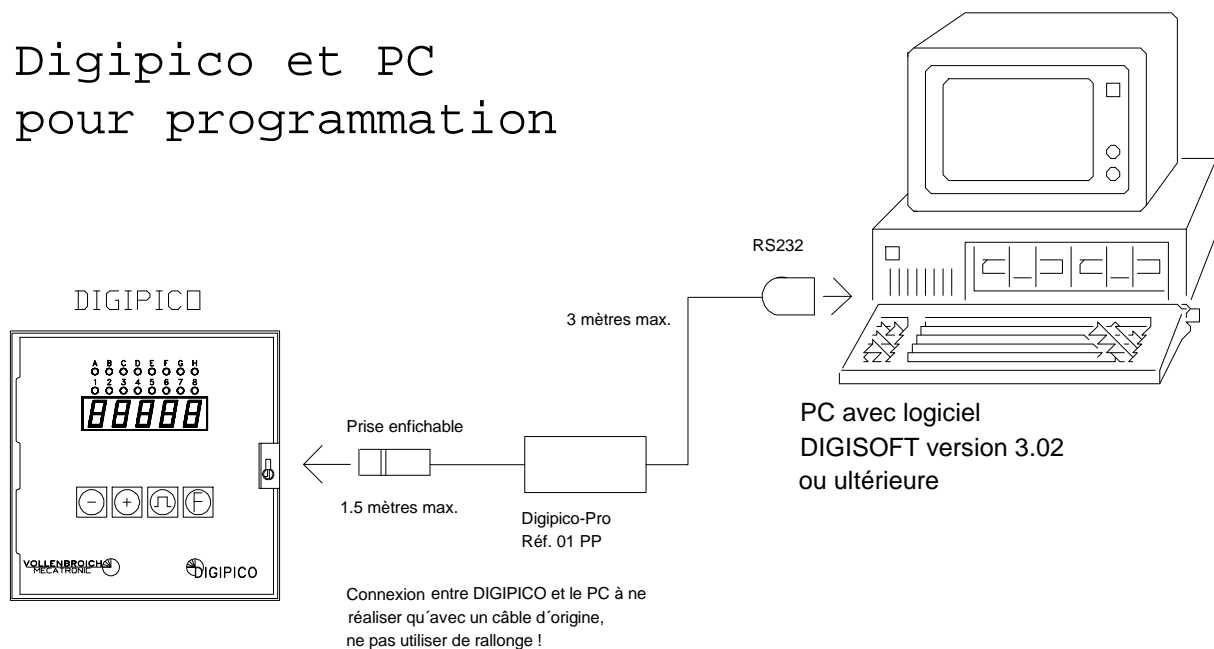 Digipico et PC
pour programmation
RS232
DIGIPICO
3 mètres max.
A B C D E F G H
1 2 3 4 5 6 7 8
88888
Prise enfichable
PC avec logiciel
DIGISOFT version 3.02
ou ultérieure
- + F
1.5 mètres max.
Digipico-Pro
Réf. 01 PP
VOLLENBROICH
MECATRONIC
DIGIPICO
Connexion entre DIGIPICO et le PC à ne
réaliser qu´avec un câble d´origine,
ne pas utiliser de rallonge !